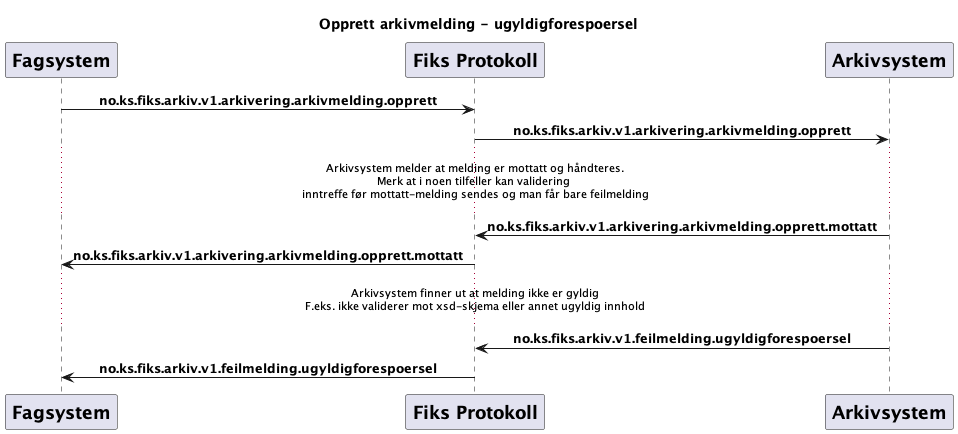 Opprett arkivmelding - ugyldigforespoersel
Fagsystem
Fiks Protokoll
Arkivsystem
no.ks.fiks.arkiv.v1.arkivering.arkivmelding.opprett
no.ks.fiks.arkiv.v1.arkivering.arkivmelding.opprett
Arkivsystem melder at melding er mottatt og håndteres.
Merk at i noen tilfeller kan validering
inntreffe før mottatt-melding sendes og man får bare feilmelding
no.ks.fiks.arkiv.v1.arkivering.arkivmelding.opprett.mottatt
no.ks.fiks.arkiv.v1.arkivering.arkivmelding.opprett.mottatt
Arkivsystem finner ut at melding ikke er gyldig
F.eks. ikke validerer mot xsd-skjema eller annet ugyldig innhold
no.ks.fiks.arkiv.v1.feilmelding.ugyldigforespoersel
no.ks.fiks.arkiv.v1.feilmelding.ugyldigforespoersel
Fagsystem
Fiks Protokoll
Arkivsystem